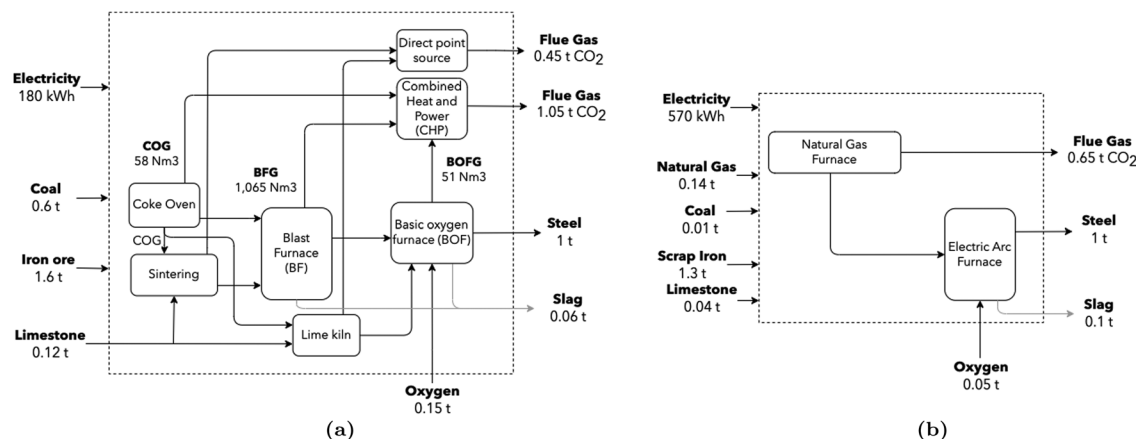 Direct point
source
Flue Gas
0.45 t CO2
Electricity
180 kWh
Combined
Heat and
Power
(CHP)
Flue Gas
1.05 t CO2
COG
58 Nm3
BFG
1,065 Nm3
BOFG
51 Nm3
Coal
0.6 t
Coke Oven
COG
Blast
Furnace
(BF)
Basic oxygen
furnace (BOF)
Steel
1 t
Iron ore
1.6 t
Sintering
Slag
0.06 t
Limestone
0.12 t
Lime kiln
Oxygen
0.15 t
(a)
Electricity
570 kWh
Natural Gas
Furnace
Flue Gas
0.65 t CO2
Natural Gas
0.14 t
Coal
0.01 t
Steel
1 t
Electric Arc
Furnace
Scrap Iron
1.3 t
Limestone
0.04 t
Slag
0.1 t
Oxygen
0.05 t
(b)